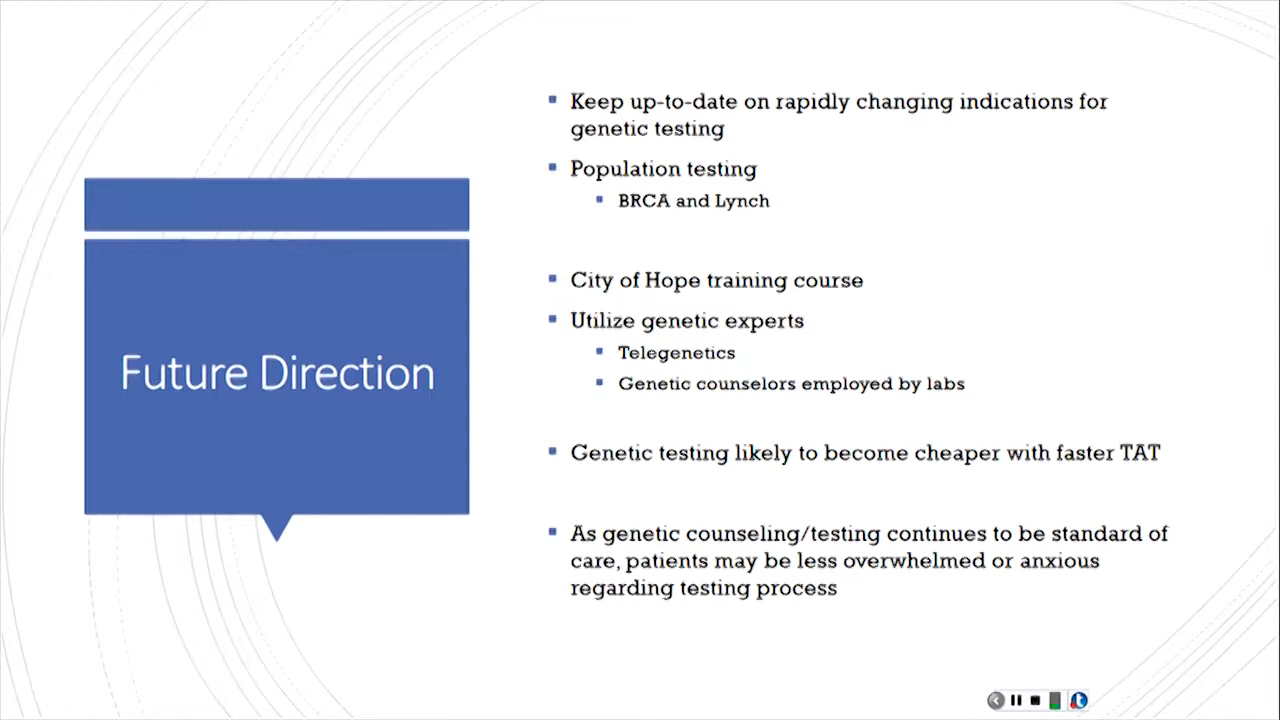 Future Direction
Keep up-to-date on rapidly changing indications for
genetic testing
Population testing
BRCA and Lynch
City of Hope training course
Utilize genetic experts
Telegenetics
Genetic counselors employed by labs
Genetic testing likely to become cheaper with faster TAT
As genetic counseling/testing continues to be standard of
care, patients may be less overwhelmed or anxious
regarding testing process